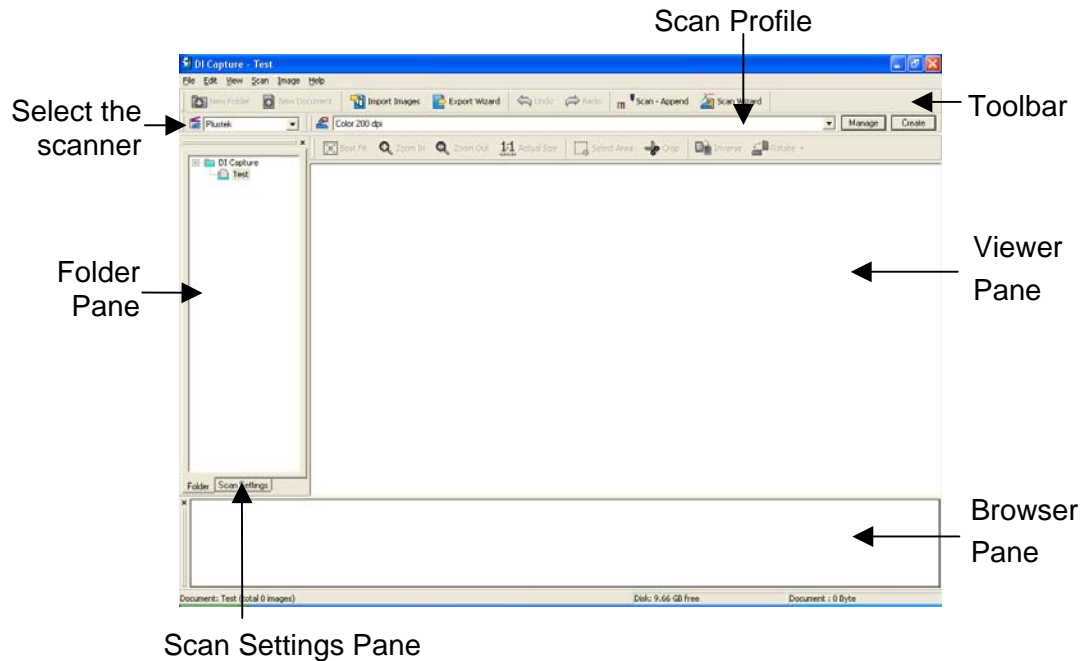 Scan Profile
DI Capture - Test
File Edit View Scan Image Help
New Folder New Document Import Images Export Wizard Undo Redo Scan - Append Scan Wizard
Toolbar
Select the
scanner
Plustek Color 200 dpi Manage Create
Best Fit Zoom In Zoom Out 1:1 Actual Size Select Area Crop Inverse Rotate
DI Capture
Test
Folder
Pane
Viewer
Pane
Folder Scan Settings
Browser
Pane
Document: Test (total 0 images) Disk: 9.66 GB free Document : 0 Byte
Scan Settings Pane